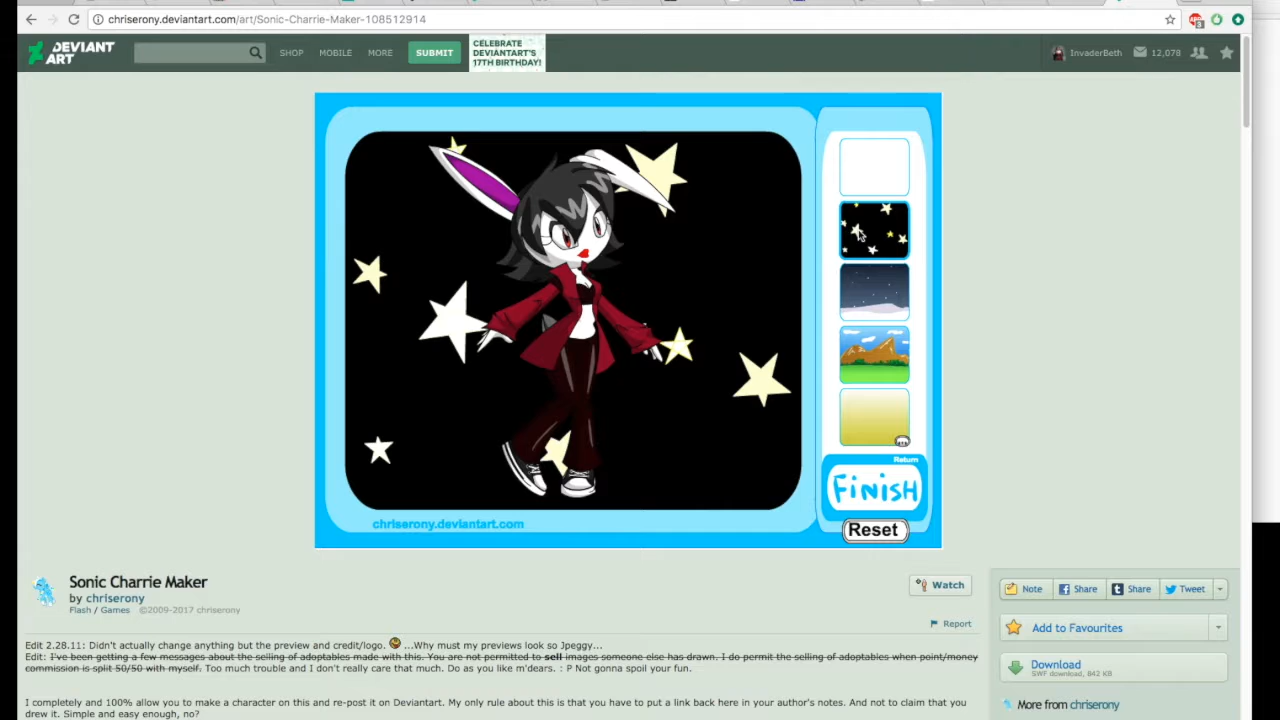 chriserony.deviantart.com/art/Sonic-Charrie-Maker-108512914
DEVIANT ART
SHOP
MOBILE
MORE
SUBMIT
CELEBRATE
DEVIANTART'S
17TH BIRTHDAY!
InvaderBeth
12,078
Return
FINISH
Reset
chriserony.deviantart.com
Sonic Charrie Maker
by chriserony
Flash / Games ©2009-2017 chriserony
Watch
Report
Note
Share
Share
Tweet
Add to Favourites
Download
SWF download, 842 KB
More from chriserony
Edit 2.28.11: Didn't actually change anything but the preview and credit/logo. ...Why must my previews look so Jpeggy...
Edit: I've been getting a few messages about the selling of adoptables made with this. You are not permitted to sell images someone else has drawn. I do permit the selling of adoptables when point/money
commission is split 50/50 with myself. Too much trouble and I don't really care that much. Do as you like m'dears. : P Not gonna spoil your fun.
I completely and 100% allow you to make a character on this and re-post it on Deviantart. My only rule about this is that you have to put a link back here in your author's notes. And not to claim that you
drew it. Simple and easy enough, no?